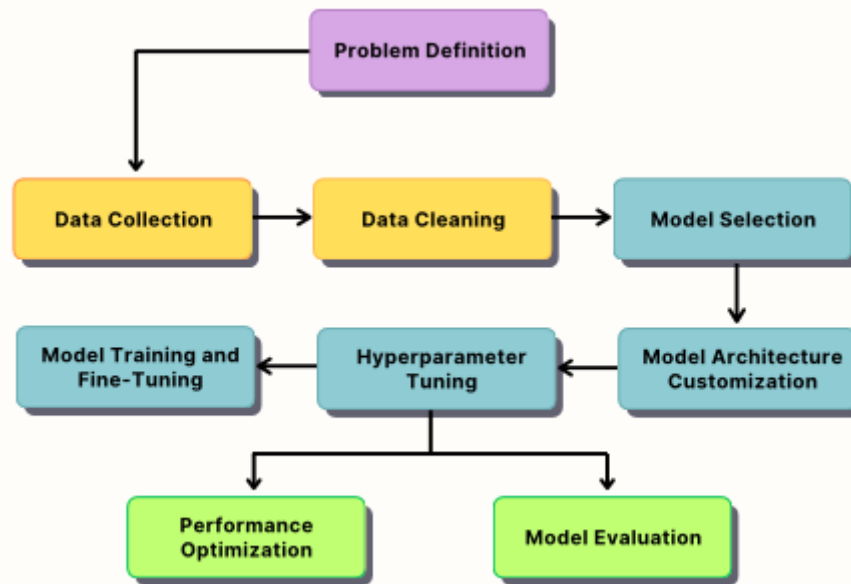 Problem Definition
Data Collection
Data Cleaning
Model Selection
Model Training and
Fine-Tuning
Hyperparameter
Tuning
Model Architecture
Customization
Performance
Optimization
Model Evaluation